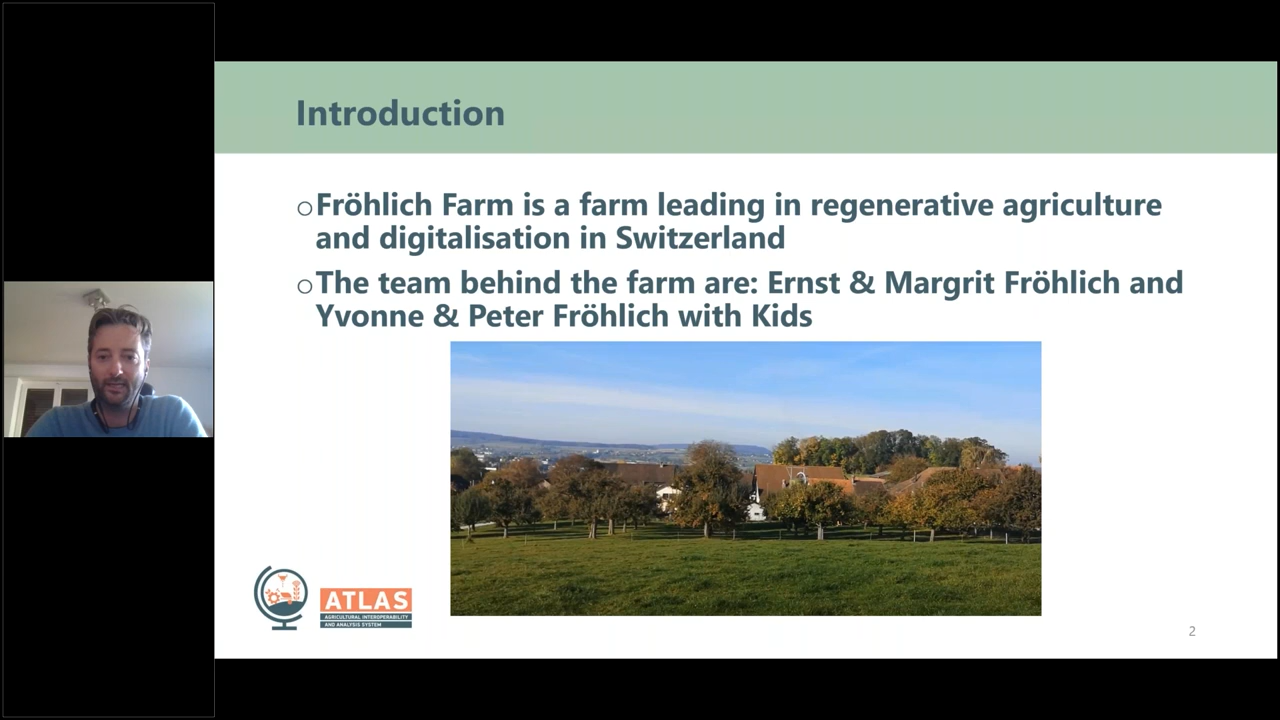 Introduction
○Fröhlich Farm is a farm leading in regenerative agriculture
and digitalisation in Switzerland
○The team behind the farm are: Ernst & Margrit Fröhlich and
Yvonne & Peter Fröhlich with Kids
ATLAS
AGRICULTURAL INTEROPERABILITY
AND ANALYSIS SYSTEM
2